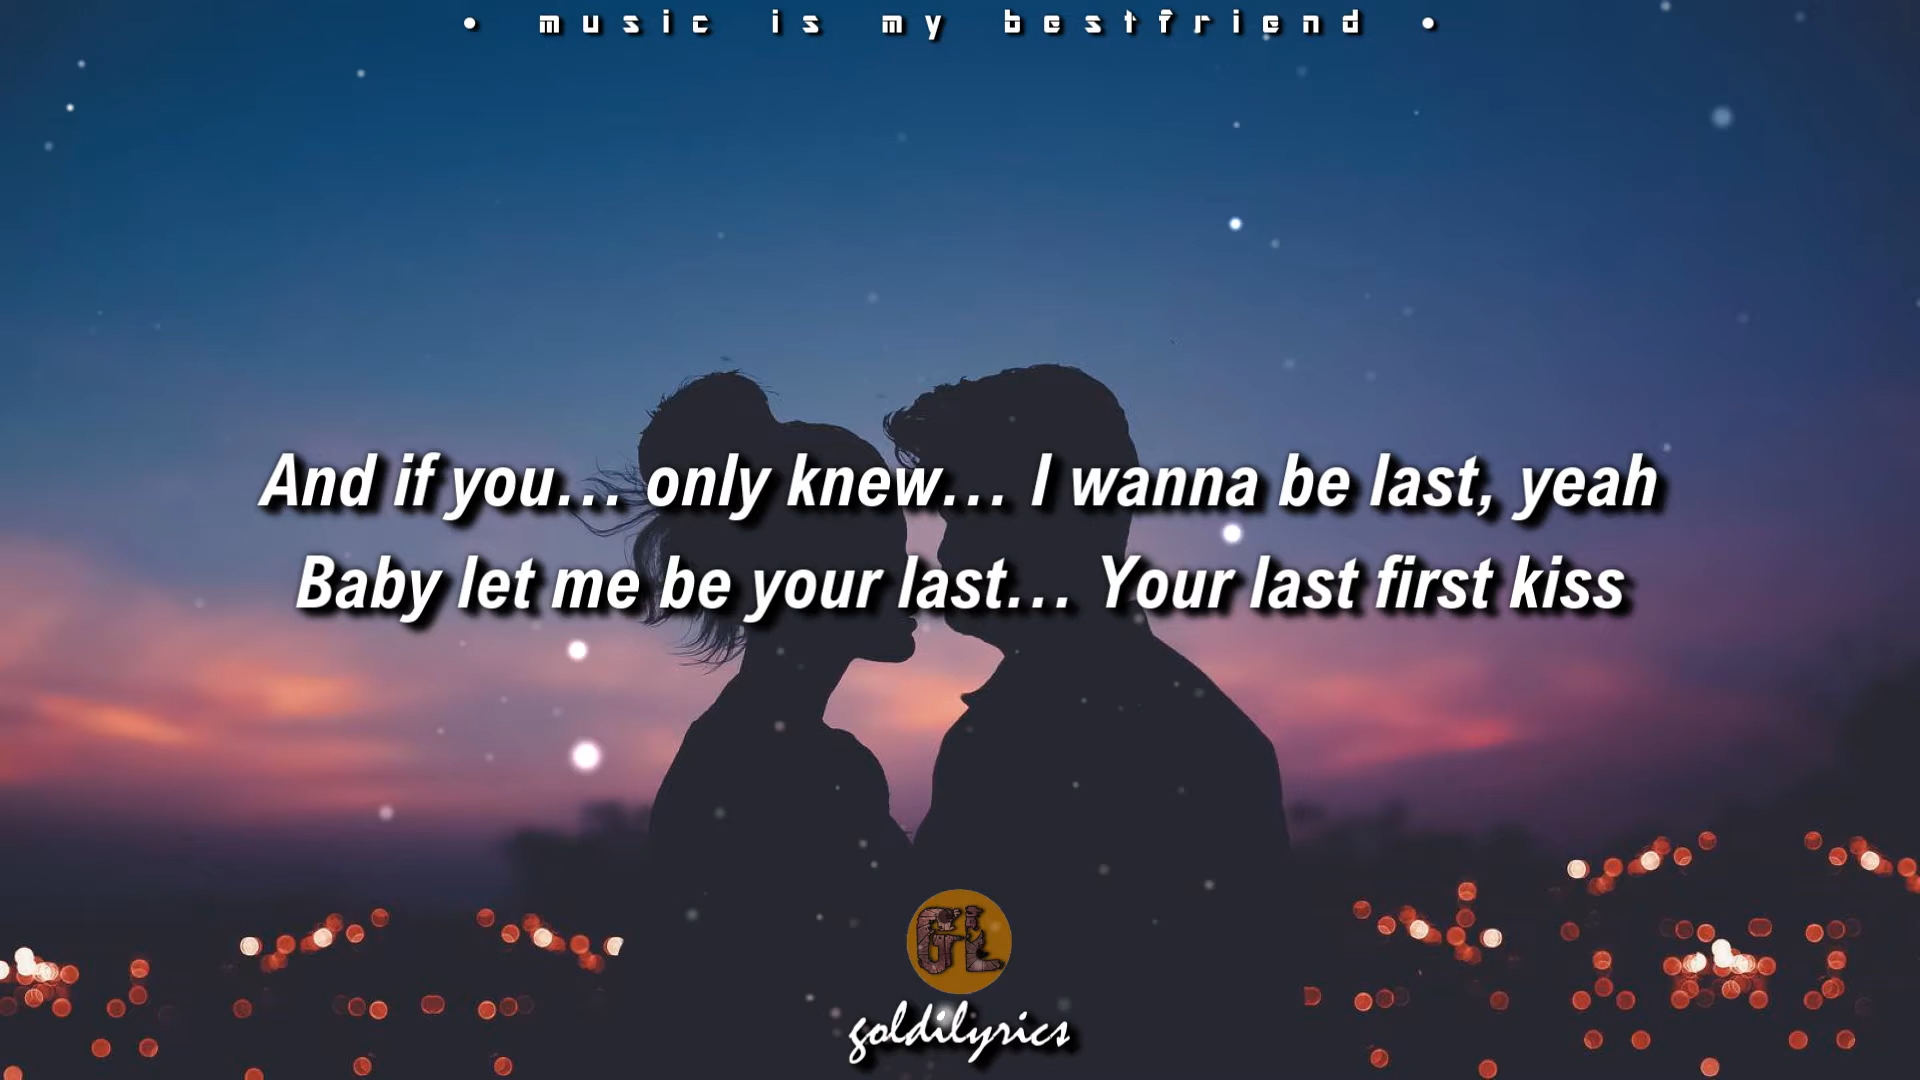 • music is my bestfriend •
And if you… only knew… I wanna be last, yeah
Baby let me be your last… Your last first kiss
GL
goldilyrics